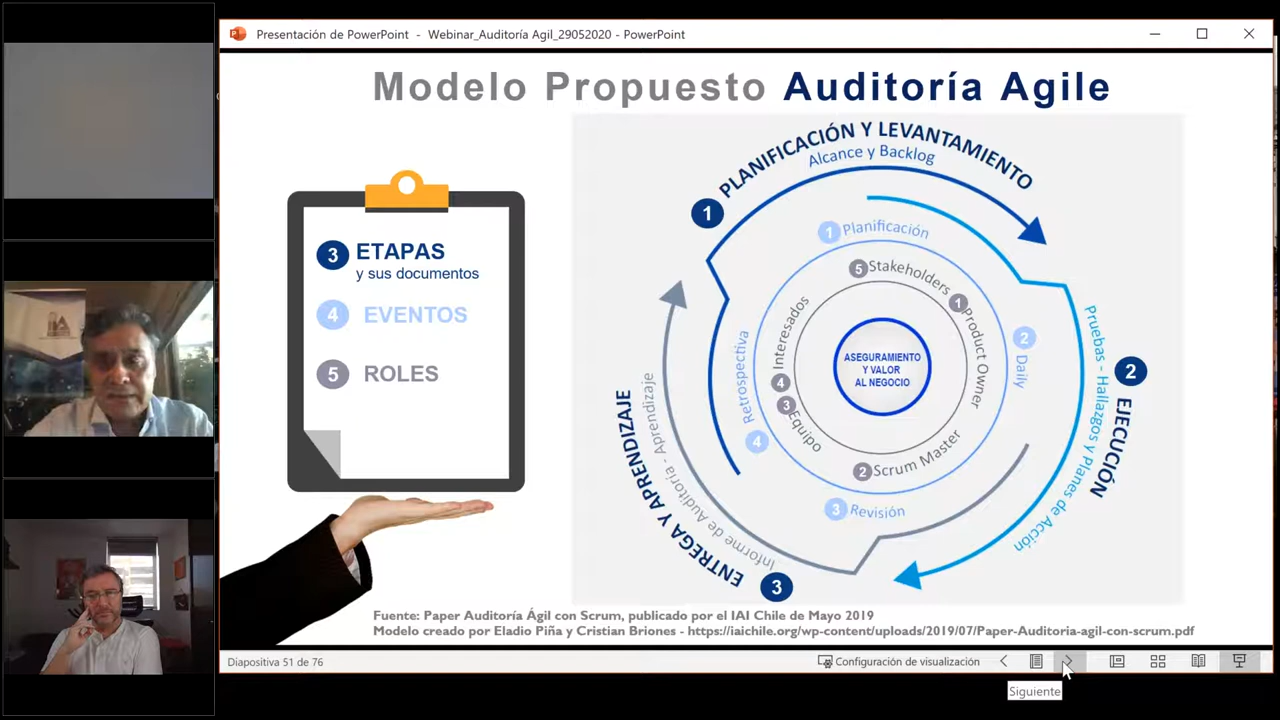 Presentación de PowerPoint - Webinar_Auditoría Agil_29052020 - PowerPoint
Modelo Propuesto Auditoría Agile
3 ETAPAS
y sus documentos
4 EVENTOS
5 ROLES
1 PLANIFICACIÓN Y LEVANTAMIENTO
Alcance y Backlog
2 EJECUCIÓN
Pruebas - Hallazgos y Planes de Acción
3 ENTREGA Y APRENDIZAJE
Informe de Auditoría - Aprendizaje
1 Planificación
2 Daily
3 Revisión
4 Retrospectiva
1 Product Owner
2 Scrum Master
3 Equipo
4 Interesados
5 Stakeholders
ASEGURAMIENTO
Y VALOR
AL NEGOCIO
Fuente: Paper Auditoría Ágil con Scrum, publicado por el IAI Chile de Mayo 2019
Modelo creado por Eladio Piña y Cristian Briones - https://iaichile.org/wp-content/uploads/2019/07/Paper-Auditoria-agil-con-scrum.pdf
Diapositiva 51 de 76
Configuración de visualización
Siguiente